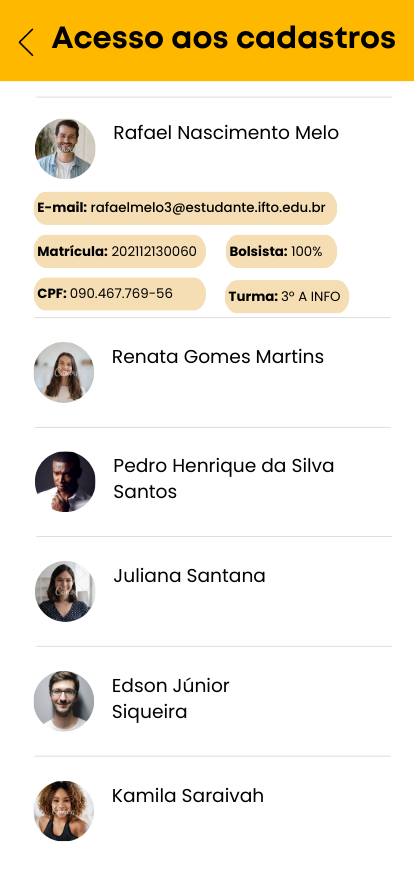 Acesso aos cadastros
Rafael Nascimento Melo
E-mail: rafaelmelo3@estudante.ifto.edu.br
Matrícula: 202112130060
Bolsista: 100%
CPF: 090.467.769-56
Turma: 3º A INFO
Renata Gomes Martins
Pedro Henrique da Silva
Santos
Juliana Santana
Edson Júnior
Siqueira
Kamila Saraivah